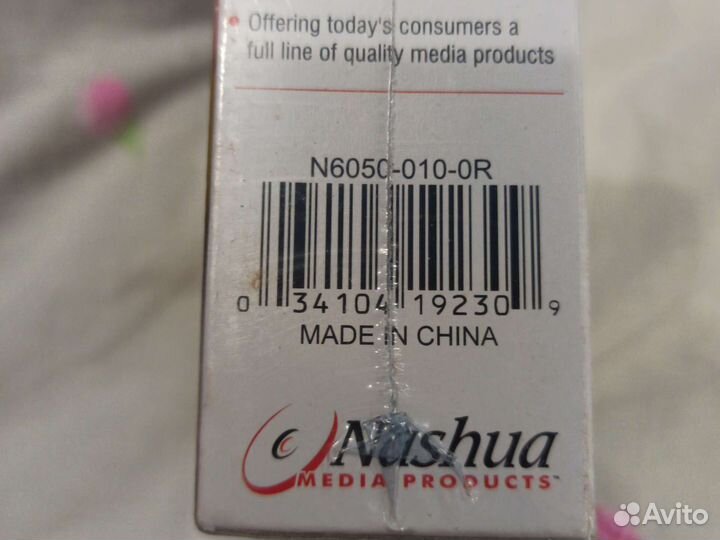 • Offering today's consumers a
full line of quality media products
N6050-010-0R
0 34104 19230 9
MADE IN CHINA
Nashua
MEDIA PRODUCTS™
Avito